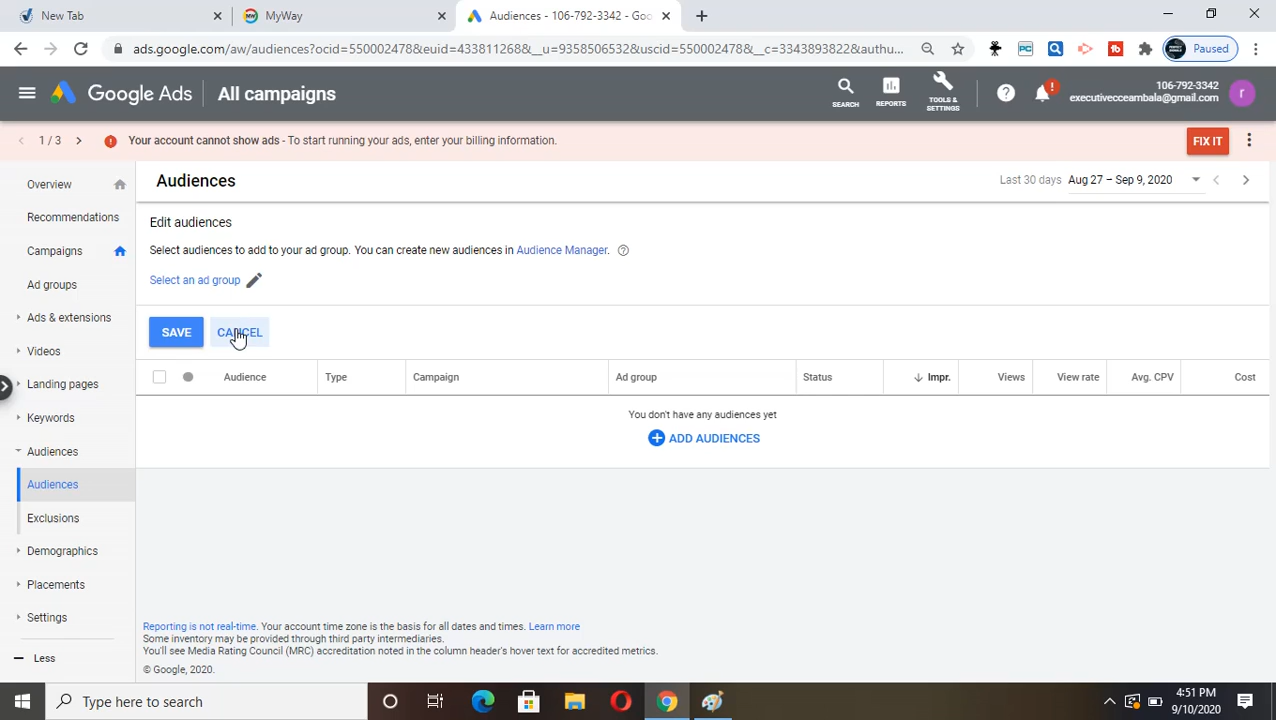 New Tab
MyWay
Audiences - 106-792-3342 - Goo
ads.google.com/aw/audiences?ocid=550002478&euid=428112688&__u=9358506532&uscid=550002478&__c=3343893822&authu...
Paused
Google Ads
All campaigns
SEARCH
REPORTS
TOOLS &
SETTINGS
106-792-3342
executivecceambala@gmail.com
r
1 / 3
Your account cannot show ads - To start running your ads, enter your billing information.
FIX IT
Overview
Recommendations
Campaigns
Ad groups
Ads & extensions
Videos
Landing pages
Keywords
Audiences
Audiences
Exclusions
Demographics
Placements
Settings
Less
Audiences
Last 30 days Aug 27 – Sep 9, 2020
Edit audiences
Select audiences to add to your ad group. You can create new audiences in Audience Manager.
Select an ad group
SAVE
CANCEL
Audience Type Campaign Ad group Status Impr. Views View rate Avg. CPV Cost
You don't have any audiences yet
ADD AUDIENCES
Reporting is not real-time. Your account time zone is the basis for all dates and times. Learn more
Some inventory may be provided through third party intermediaries.
You'll see Media Rating Council (MRC) accreditation noted in the column header's hover text for accredited metrics.
© Google, 2020.
Type here to search
4:51 PM
9/10/2020